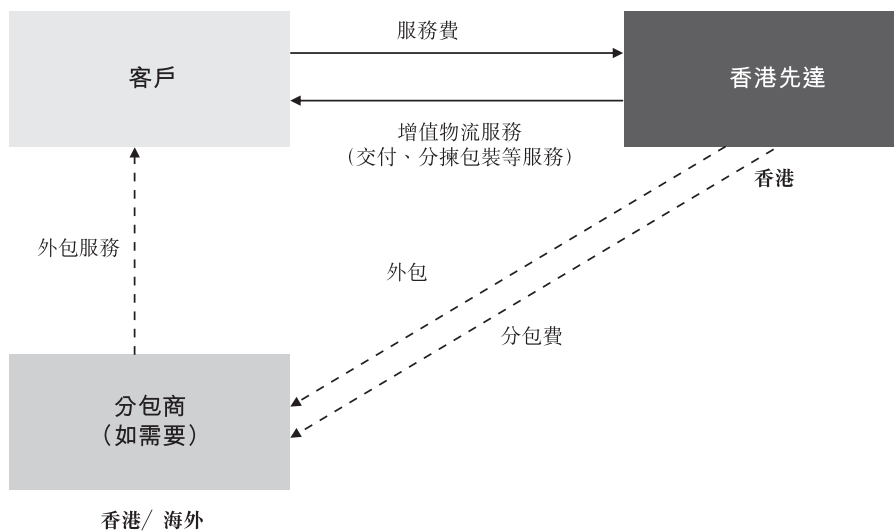 服務費
客戶
香港先達
增值物流服務
（交付、分揀包裝等服務）
香港
外包服務
外包
分包費
分包商
（如需要）
香港/ 海外